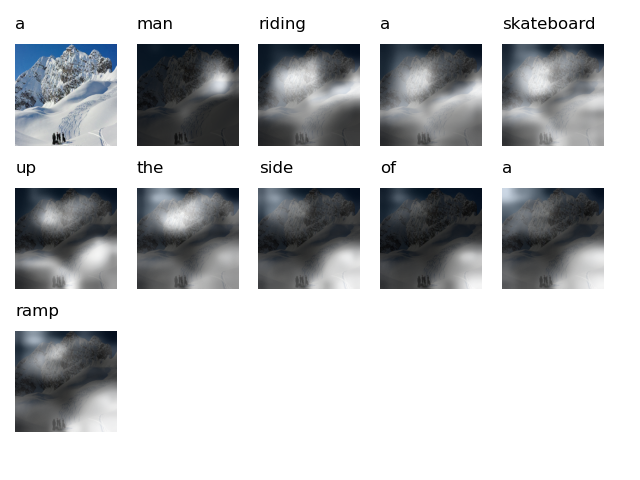 a man riding a skateboard
up the side of a
ramp